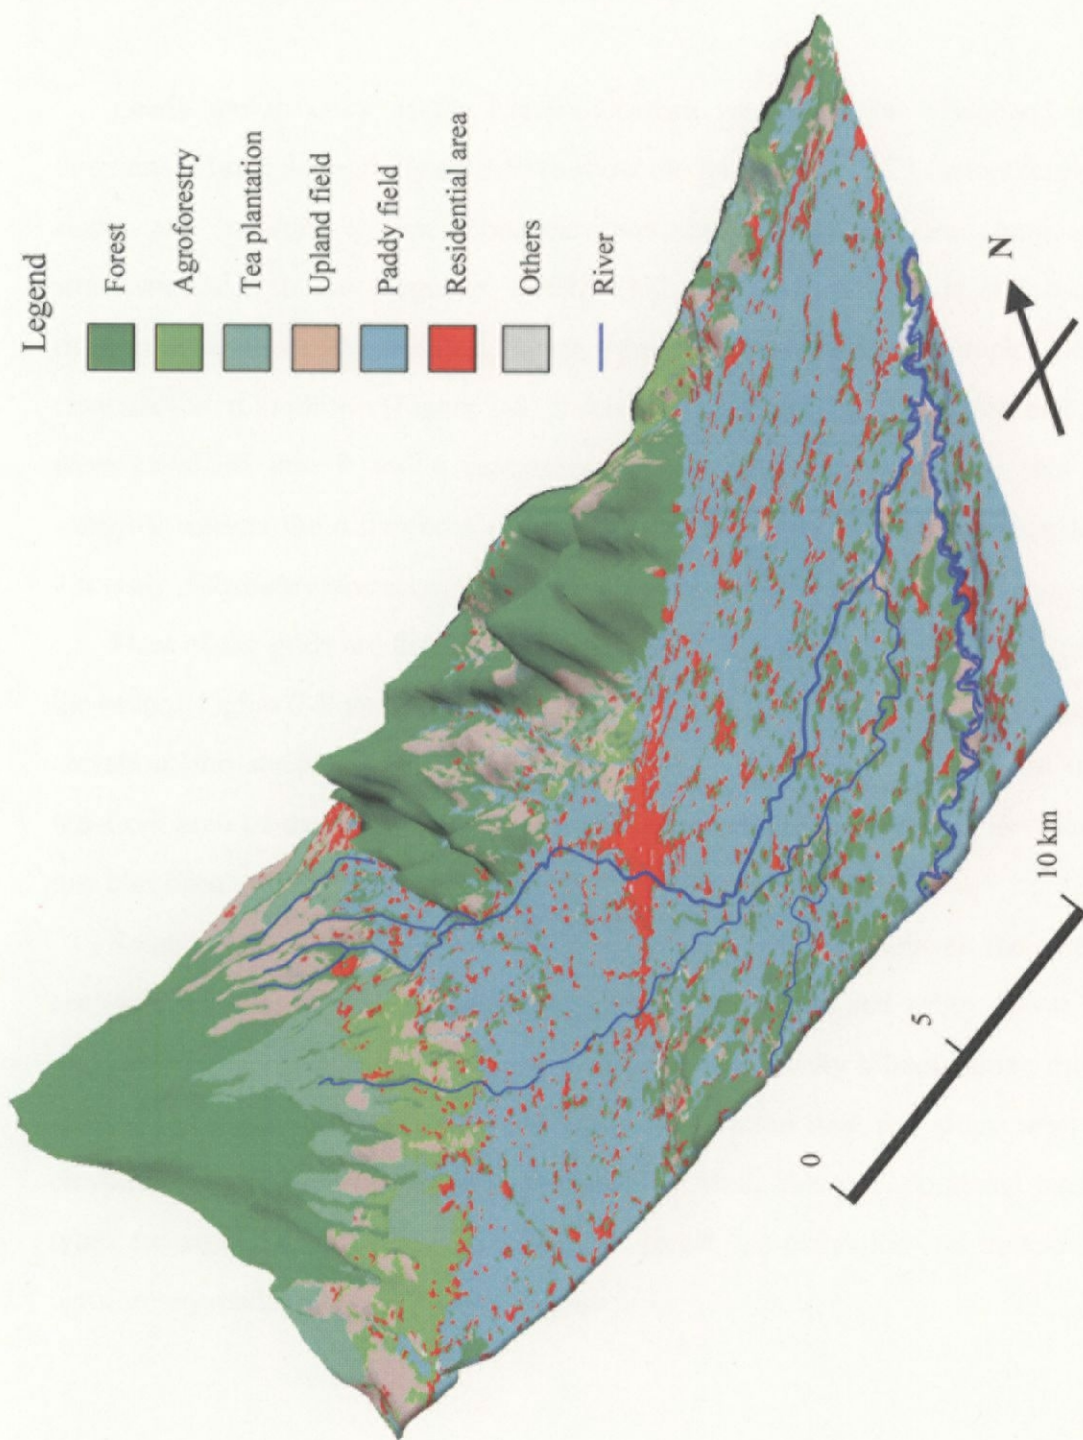 Legend
Forest
Agroforestry
Tea plantation
Upland field
Paddy field
Residential area
Others
River
N
0
5
10 km